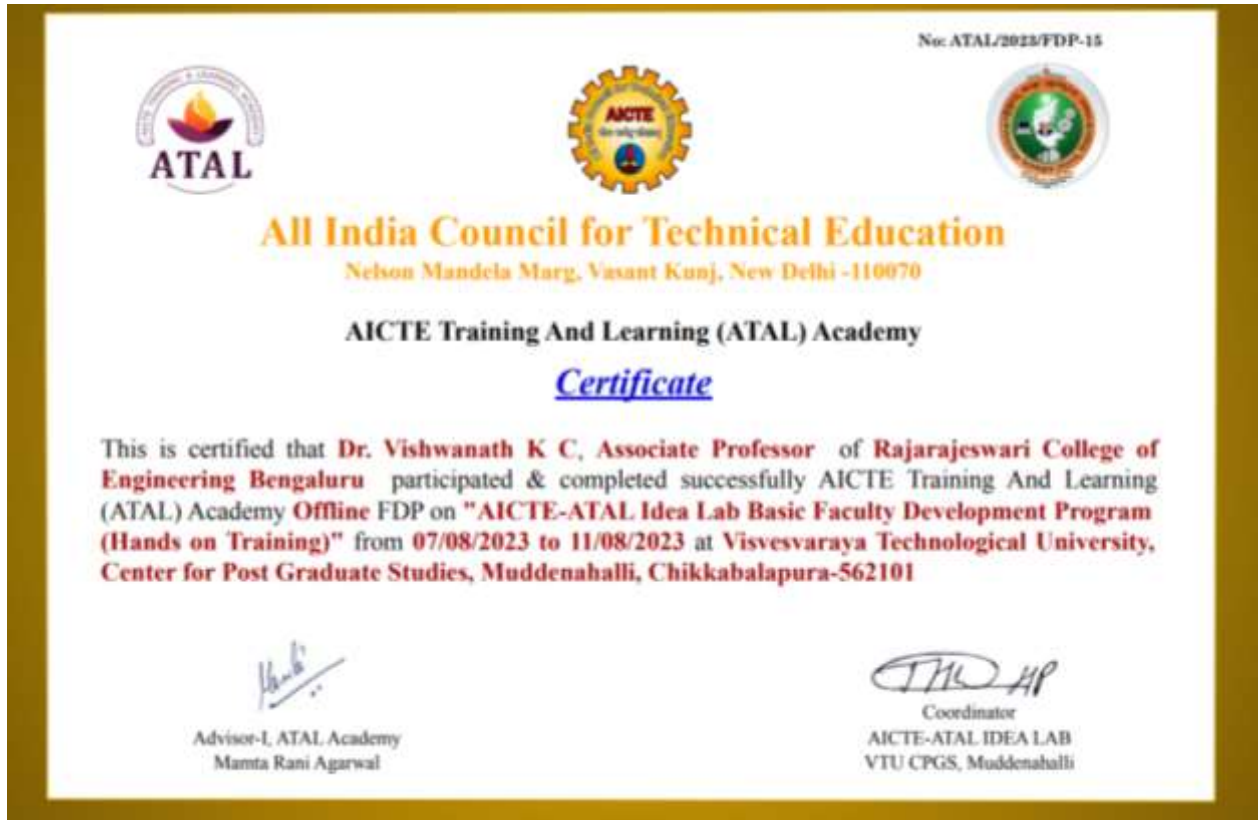 No: ATAL/2023/FDP-15
AICTE TRAINING & LEARNING ACADEMY
ATAL
AICTE
All India Council for Technical Education
Nelson Mandela Marg, Vasant Kunj, New Delhi -110070
AICTE Training And Learning (ATAL) Academy
Certificate
This is certified that Dr. Vishwanath K C, Associate Professor of Rajarajeswari College of
Engineering Bengaluru participated & completed successfully AICTE Training And Learning
(ATAL) Academy Offline FDP on "AICTE-ATAL Idea Lab Basic Faculty Development Program
(Hands on Training)" from 07/08/2023 to 11/08/2023 at Visvesvaraya Technological University,
Center for Post Graduate Studies, Muddenahalli, Chikkabalapura-562101
Advisor-I, ATAL Academy
Mamta Rani Agarwal
Coordinator
AICTE-ATAL IDEA LAB
VTU CPGS, Muddenahalli